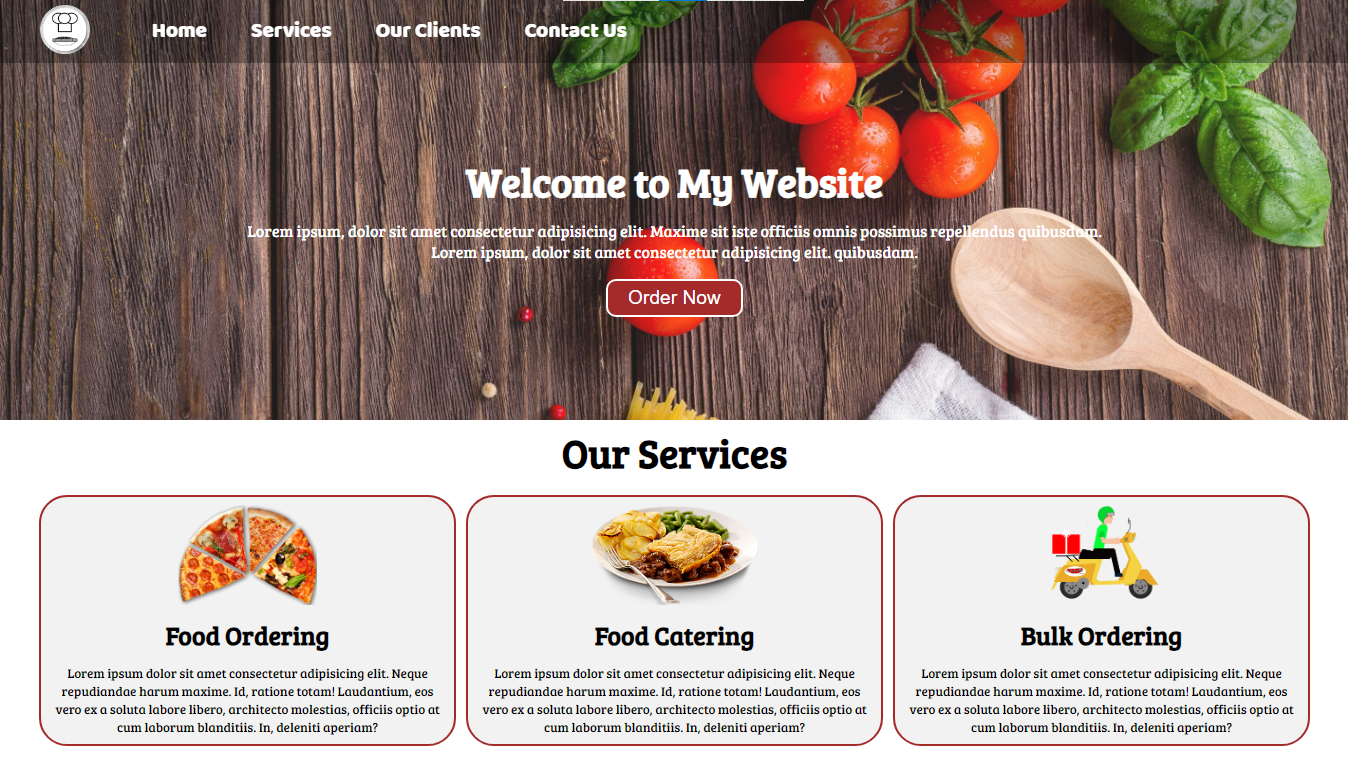 Home Services Our Clients Contact Us
Welcome to My Website
Lorem ipsum, dolor sit amet consectetur adipisicing elit. Maxime sit iste officiis omnis possimus repellendus quibusdam.
Lorem ipsum, dolor sit amet consectetur adipisicing elit. quibusdam.
Order Now
Our Services
Food Ordering
Lorem ipsum dolor sit amet consectetur adipisicing elit. Neque
repudiandae harum maxime. Id, ratione totam! Laudantium, eos
vero ex a soluta labore libero, architecto molestias, officiis optio at
cum laborum blanditiis. In, deleniti aperiam?
Food Catering
Lorem ipsum dolor sit amet consectetur adipisicing elit. Neque
repudiandae harum maxime. Id, ratione totam! Laudantium, eos
vero ex a soluta labore libero, architecto molestias, officiis optio at
cum laborum blanditiis. In, deleniti aperiam?
Bulk Ordering
Lorem ipsum dolor sit amet consectetur adipisicing elit. Neque
repudiandae harum maxime. Id, ratione totam! Laudantium, eos
vero ex a soluta labore libero, architecto molestias, officiis optio at
cum laborum blanditiis. In, deleniti aperiam?